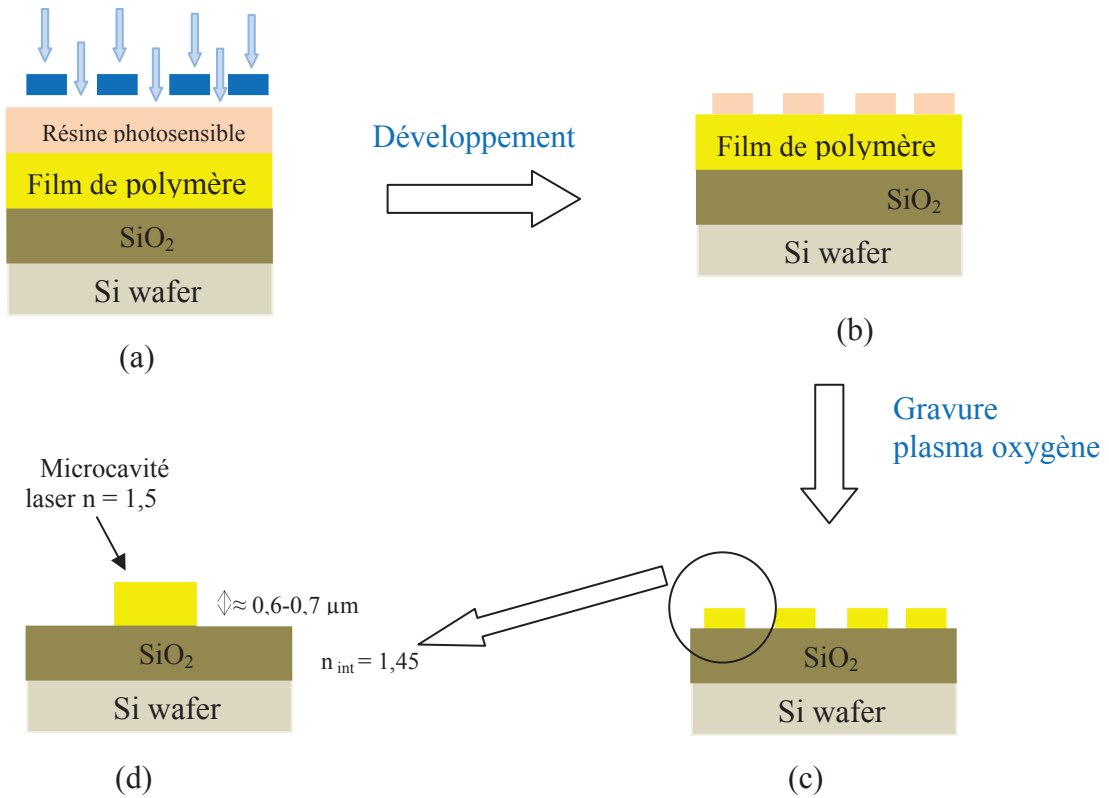 Résine photosensible
Film de polymère
SiO₂
Si wafer
(a)
Développement
Film de polymère
SiO₂
Si wafer
(b)
Gravure
plasma oxygène
Microcavité
laser n = 1,5
≈ 0,6-0,7 µm
SiO₂
n int = 1,45
Si wafer
(d)
SiO₂
Si wafer
(c)